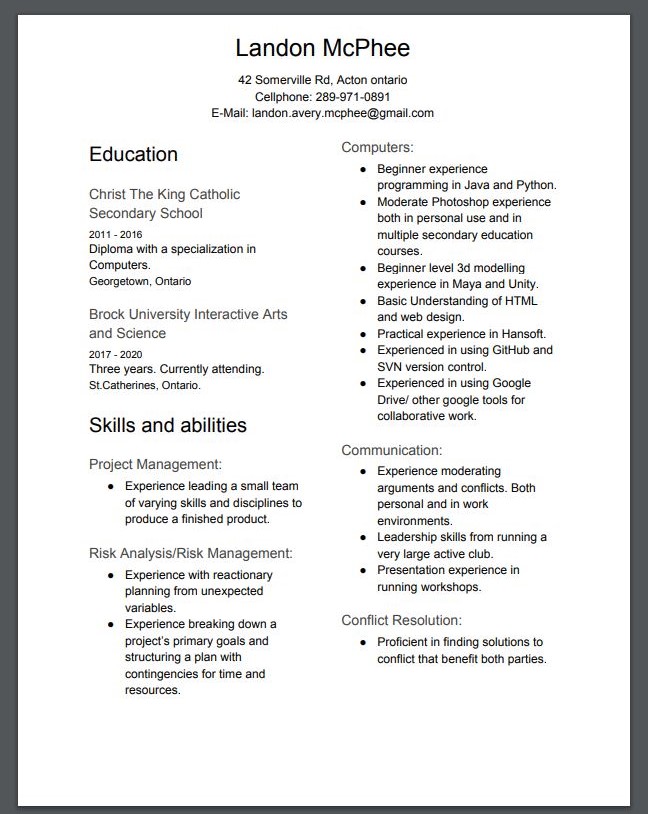 Landon McPhee
42 Somerville Rd, Acton ontario
Cellphone: 289-971-0891
E-Mail: landon.avery.mcphee@gmail.com
Education
Christ The King Catholic
Secondary School
2011 - 2016
Diploma with a specialization in
Computers.
Georgetown, Ontario
Brock University Interactive Arts
and Science
2017 - 2020
Three years. Currently attending.
St.Catherines, Ontario.
Skills and abilities
Project Management:
● Experience leading a small team
of varying skills and disciplines to
produce a finished product.
Risk Analysis/Risk Management:
● Experience with reactionary
planning from unexpected
variables.
● Experience breaking down a
project's primary goals and
structuring a plan with
contingencies for time and
resources.
Computers:
● Beginner experience
programming in Java and Python.
● Moderate Photoshop experience
both in personal use and in
multiple secondary education
courses.
● Beginner level 3d modelling
experience in Maya and Unity.
● Basic Understanding of HTML
and web design.
● Practical experience in Hansoft.
● Experienced in using GitHub and
SVN version control.
● Experienced in using Google
Drive/ other google tools for
collaborative work.
Communication:
● Experience moderating
arguments and conflicts. Both
personal and in work
environments.
● Leadership skills from running a
very large active club.
● Presentation experience in
running workshops.
Conflict Resolution:
● Proficient in finding solutions to
conflict that benefit both parties.